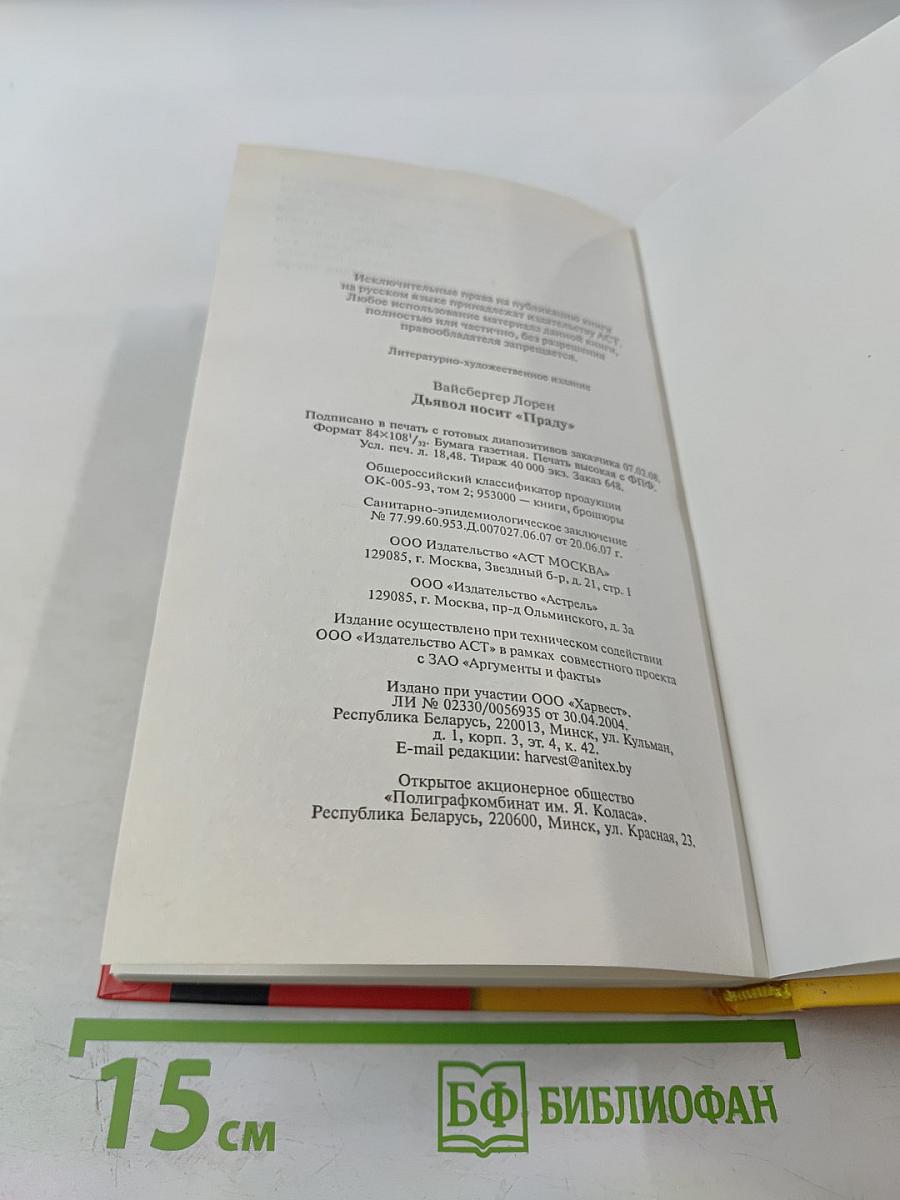 Исключительные права на публикацию книги
на русском языке принадлежат издательству АСТ.
Любое использование материала данной книги,
полностью или частично, без разрешения
правообладателя запрещается.
Литературно-художественное издание
Вайсбергер Лорен
Дьявол носит «Праду»
Подписано в печать с готовых диапозитивов заказчика 07.02.08.
Формат 84×108¹/₃₂. Бумага газетная. Печать высокая с ФПФ.
Усл. печ. л. 18,48. Тираж 40 000 экз. Заказ 648.
Общероссийский классификатор продукции
ОК-005-93, том 2; 953000 — книги, брошюры
Санитарно-эпидемиологическое заключение
№ 77.99.60.953.Д.007027.06.07 от 20.06.07 г.
ООО Издательство «АСТ МОСКВА»
129085, г. Москва, Звездный б-р, д. 21, стр. 1
ООО «Издательство «Астрель»
129085, г. Москва, пр-д Ольминского, д. 3а
Издание осуществлено при техническом содействии
ООО «Издательство АСТ» в рамках совместного проекта
с ЗАО «Аргументы и факты»
Издано при участии ООО «Харвест».
ЛИ № 02330/0056935 от 30.04.2004.
Республика Беларусь, 220013, Минск, ул. Кульман,
д. 1, корп. 3, эт. 4, к. 42.
E-mail редакции: harvest@anitex.by
Открытое акционерное общество
«Полиграфкомбинат им. Я. Коласа».
Республика Беларусь, 220600, Минск, ул. Красная, 23.
15 см
БФ БИБЛИОФАН